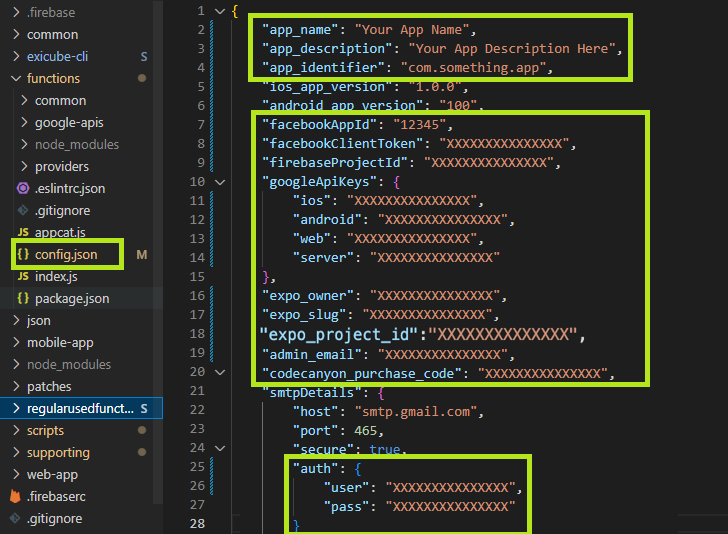 .firebase
common
exicube-cli S
functions
common
google-apis
node_modules
providers
.eslintrc.json
.gitignore
appcat.js
{} config.json M
JS index.js
{} package.json
json
mobile-app
node_modules
patches
regularusedfunct... S
scripts
supporting
web-app
.firebaserc
.gitignore
1 {
2 "app_name": "Your App Name",
3 "app_description": "Your App Description Here",
4 "app_identifier": "com.something.app",
5 "ios_app_version": "1.0.0",
6 "android_app_version": "100",
7 "facebookAppId": "12345",
8 "facebookClientToken": "XXXXXXXXXXXXXXX",
9 "firebaseProjectId": "XXXXXXXXXXXXXXX",
10 "googleApiKeys": {
11 "ios": "XXXXXXXXXXXXXXX",
12 "android": "XXXXXXXXXXXXXXX",
13 "web": "XXXXXXXXXXXXXXX",
14 "server": "XXXXXXXXXXXXXXX"
15 },
16 "expo_owner": "XXXXXXXXXXXXXXX",
17 "expo_slug": "XXXXXXXXXXXXXXX",
18 "expo_project_id":"XXXXXXXXXXXXXX",
19 "admin_email": "XXXXXXXXXXXXXXX",
20 "codecanyon_purchase_code": "XXXXXXXXXXXXXXX",
21 "smtpDetails": {
22 "host": "smtp.gmail.com",
23 "port": 465,
24 "secure": true,
25 "auth": {
26 "user": "XXXXXXXXXXXXXXX",
27 "pass": "XXXXXXXXXXXXXXX"
28 }